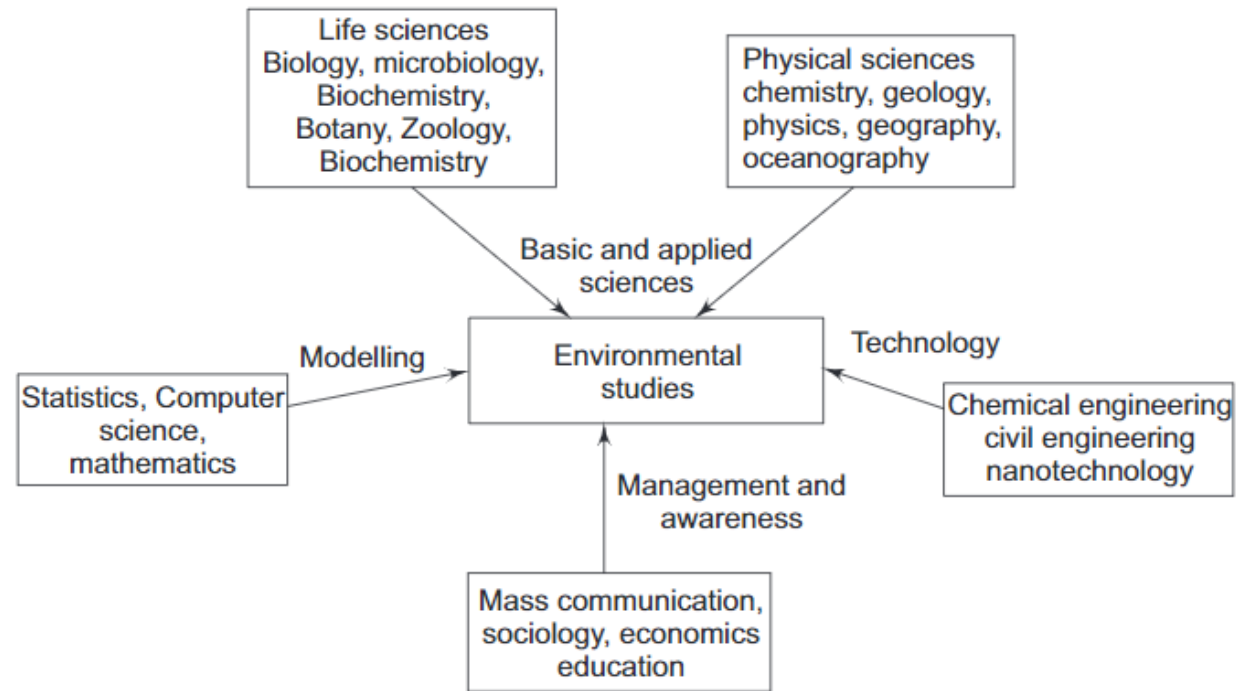 Life sciences
Biology, microbiology,
Biochemistry,
Botany, Zoology,
Biochemistry
Physical sciences
chemistry, geology,
physics, geography,
oceanography
Basic and applied
sciences
Modelling
Environmental
studies
Technology
Statistics, Computer
science,
mathematics
Chemical engineering
civil engineering
nanotechnology
Management and
awareness
Mass communication,
sociology, economics
education